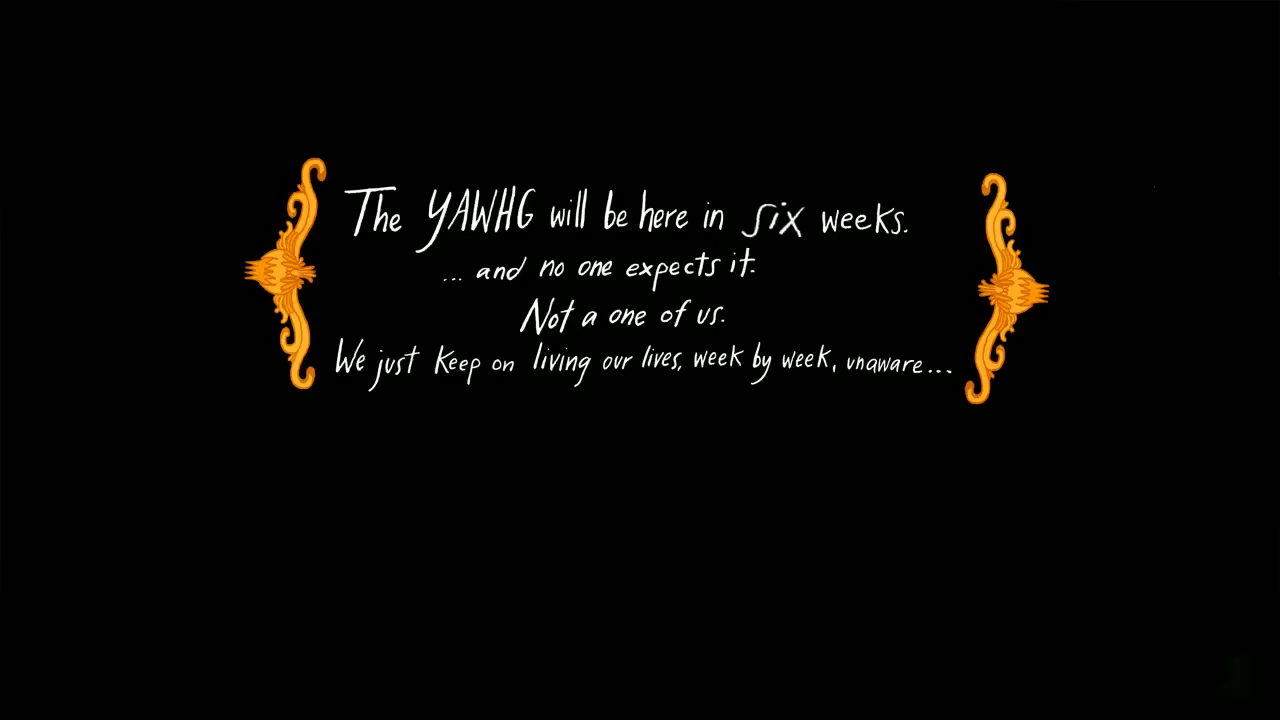 The YAWHG will be here in six weeks.
... and no one expects it.
Not a one of us.
We just keep on living our lives, week by week, unaware...